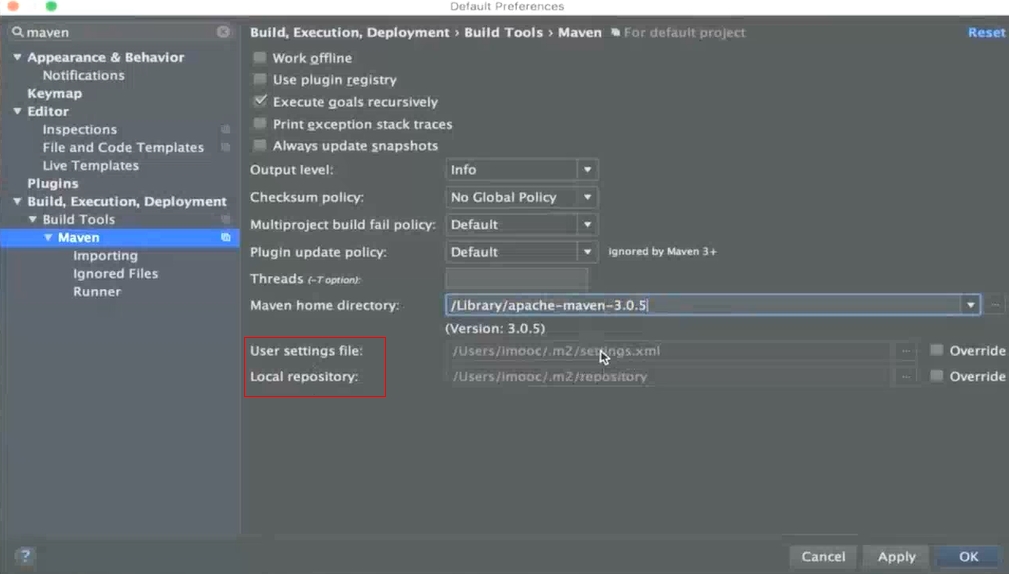 Default Preferences
maven
Appearance & Behavior
Notifications
Keymap
Editor
Inspections
File and Code Templates
Live Templates
Plugins
Build, Execution, Deployment
Build Tools
Maven
Importing
Ignored Files
Runner
Build, Execution, Deployment › Build Tools › Maven For default project Reset
Work offline
Use plugin registry
Execute goals recursively
Print exception stack traces
Always update snapshots
Output level: Info
Checksum policy: No Global Policy
Multiproject build fail policy: Default
Plugin update policy: Default Ignored by Maven 3+
Threads (-T option):
Maven home directory: /Library/apache-maven-3.0.5 ...
(Version: 3.0.5)
User settings file: /Users/imooc/.m2/settings.xml ... Override
Local repository: /Users/imooc/.m2/repository ... Override
? Cancel Apply OK